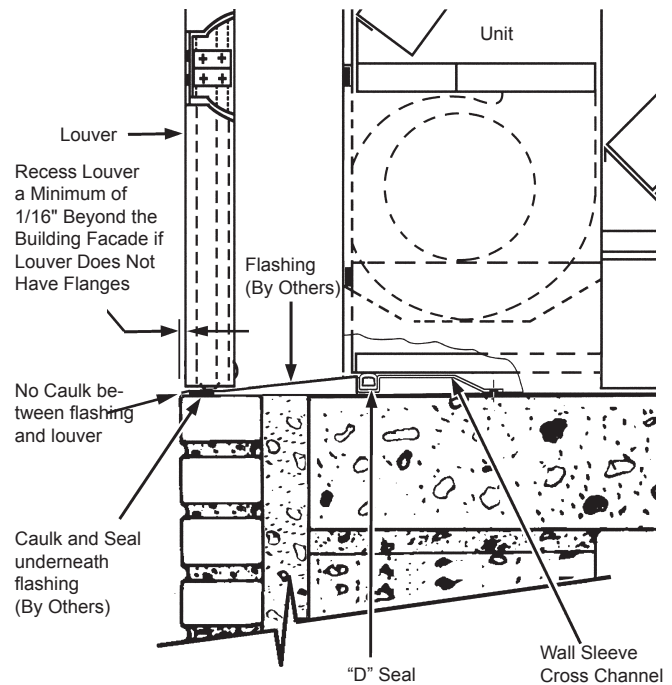 Unit
Louver
Recess Louver
a Minimum of
1/16" Beyond the
Building Facade if
Louver Does Not
Have Flanges
Flashing
(By Others)
No Caulk be-
tween flashing
and louver
Caulk and Seal
underneath
flashing
(By Others)
"D" Seal
Wall Sleeve
Cross Channel